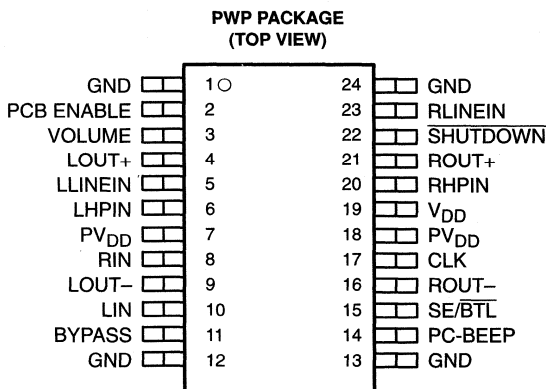 PWP PACKAGE
(TOP VIEW)
GND 1 24 GND
PCB ENABLE 2 23 RLINEIN
VOLUME 3 22 SHUTDOWN
LOUT+ 4 21 ROUT+
LLINEIN 5 20 RHPIN
LHPIN 6 19 VDD
PVDD 7 18 PVDD
RIN 8 17 CLK
LOUT− 9 16 ROUT−
LIN 10 15 SE/BTL
BYPASS 11 14 PC-BEEP
GND 12 13 GND